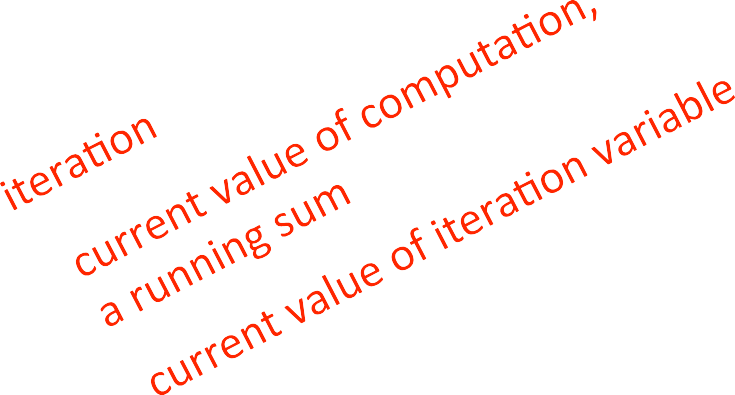 iteration
current value of computation,
a running sum
current value of iteration variable